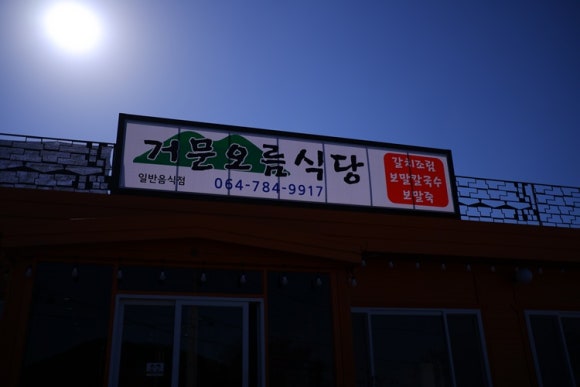 거문오름식당
일반음식점
064-784-9917
갈치조림
보말칼국수
보말죽